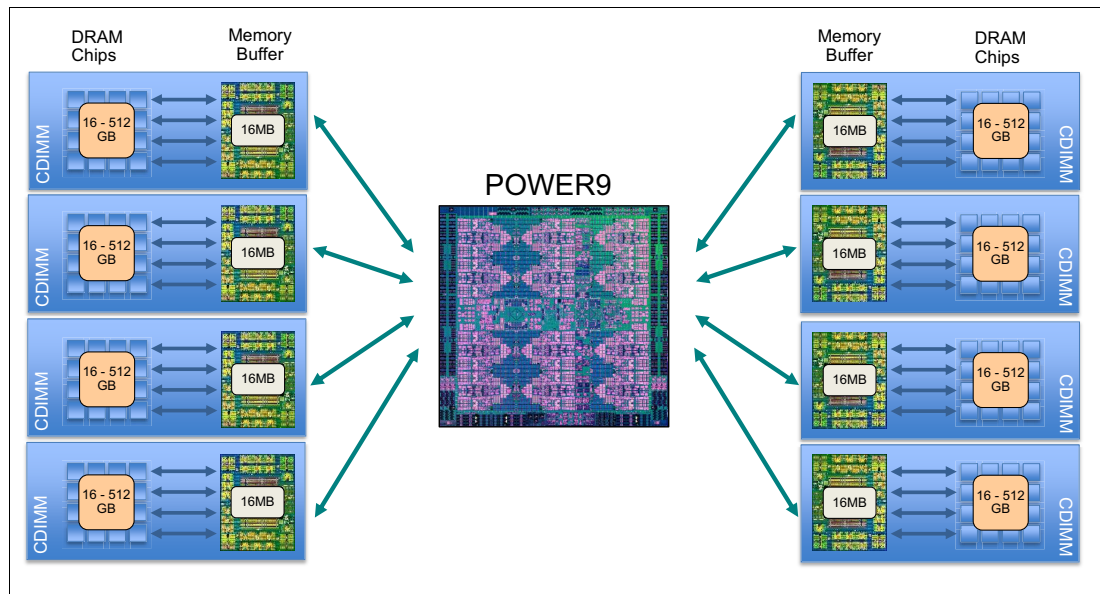 DRAM
Chips
Memory
Buffer
Memory
Buffer
DRAM
Chips
CDIMM
16 - 512
GB
16MB
16MB
16 - 512
GB
CDIMM
POWER9
CDIMM
16 - 512
GB
16MB
16MB
16 - 512
GB
CDIMM
CDIMM
16 - 512
GB
16MB
16MB
16 - 512
GB
CDIMM
CDIMM
16 - 512
GB
16MB
16MB
16 - 512
GB
CDIMM